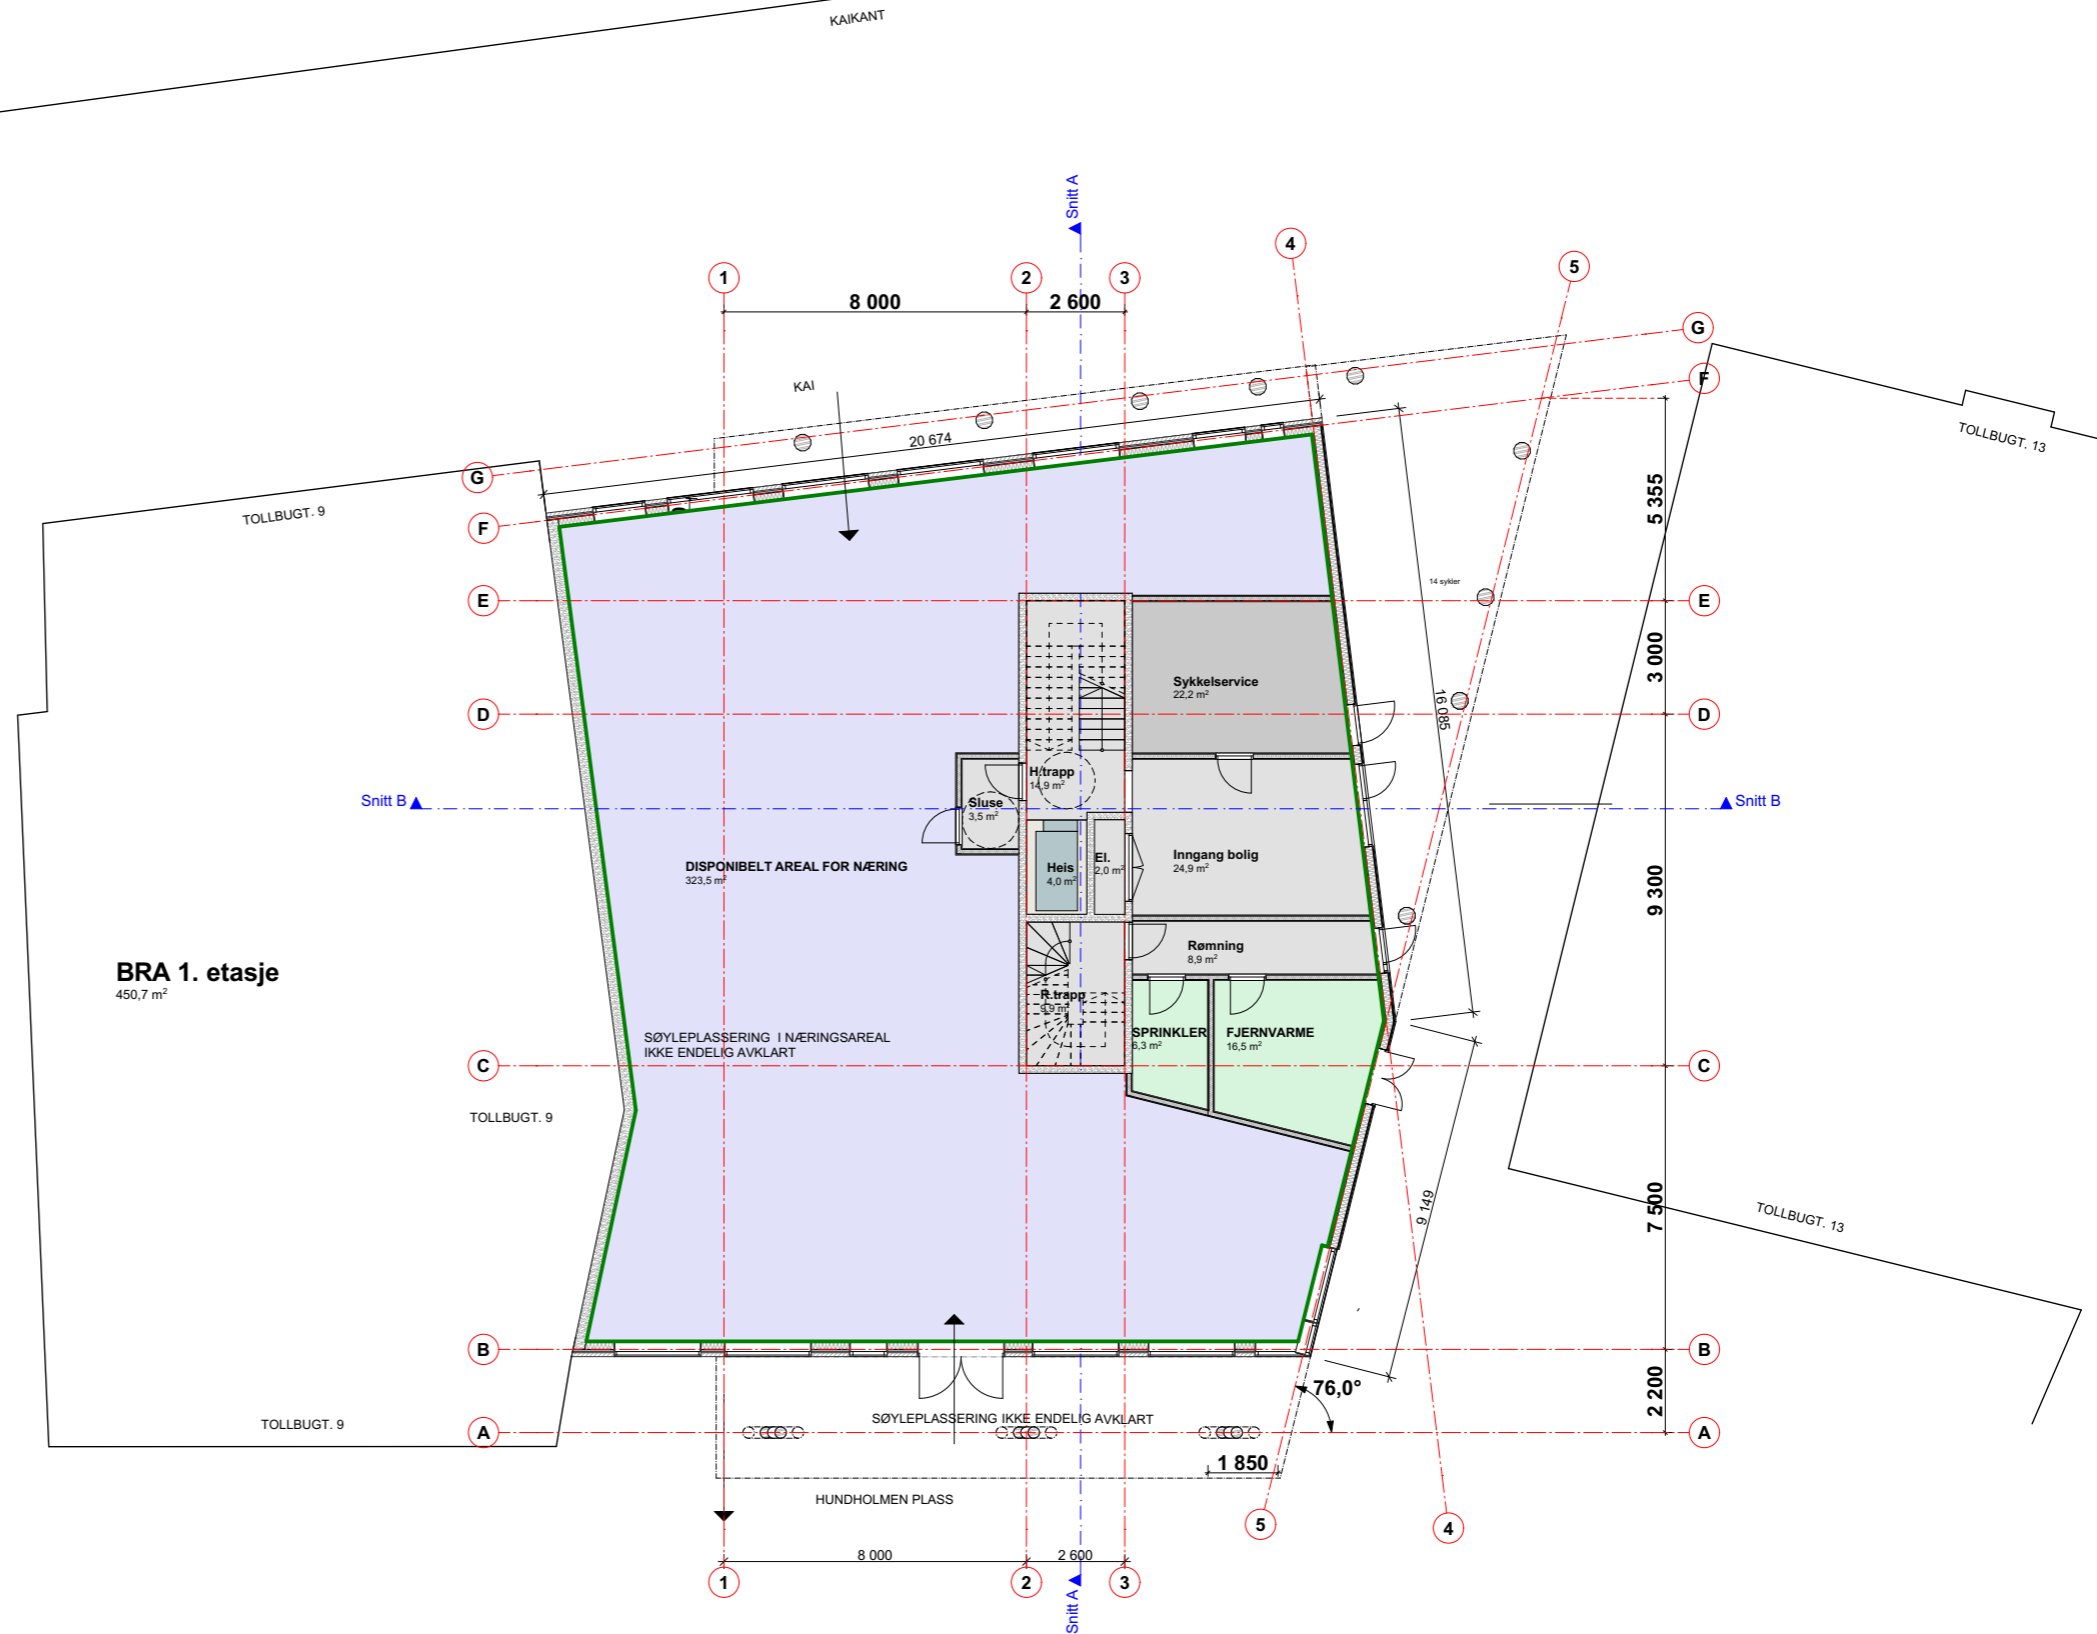 KAIKANT
Snitt A
4
5
1
2
3
8 000
2 600
G
F
KAI
20 674
TOLLBUGT. 13
G
TOLLBUGT. 9
F
5 355
14 sykler
E
E
3 000
Sykkelservice
22,2 m²
16 085
D
D
H.trapp
14,9 m²
Sluse
3,5 m²
Snitt B
Snitt B
DISPONIBELT AREAL FOR NÆRING
323,5 m²
Heis
4,0 m²
El.
2,0 m²
Inngang bolig
24,9 m²
9 300
Rømning
8,9 m²
BRA 1. etasje
450,7 m²
R.trapp
9,9 m²
SPRINKLER
6,3 m²
FJERNVARME
16,5 m²
SØYLEPLASSERING I NÆRINGSAREAL
IKKE ENDELIG AVKLART
C
C
TOLLBUGT. 9
9 149
7 500
TOLLBUGT. 13
B
B
76,0°
2 200
TOLLBUGT. 9
SØYLEPLASSERING IKKE ENDELIG AVKLART
A
A
1 850
HUNDHOLMEN PLASS
5
4
8 000
2 600
1
2
3
Snitt A